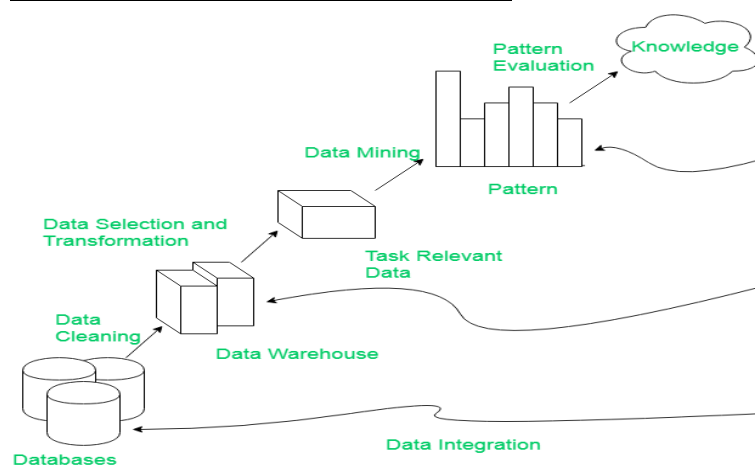 Pattern
Evaluation
Knowledge
Data Mining
Pattern
Data Selection and
Transformation
Task Relevant
Data
Data
Cleaning
Data Warehouse
Data Integration
Databases